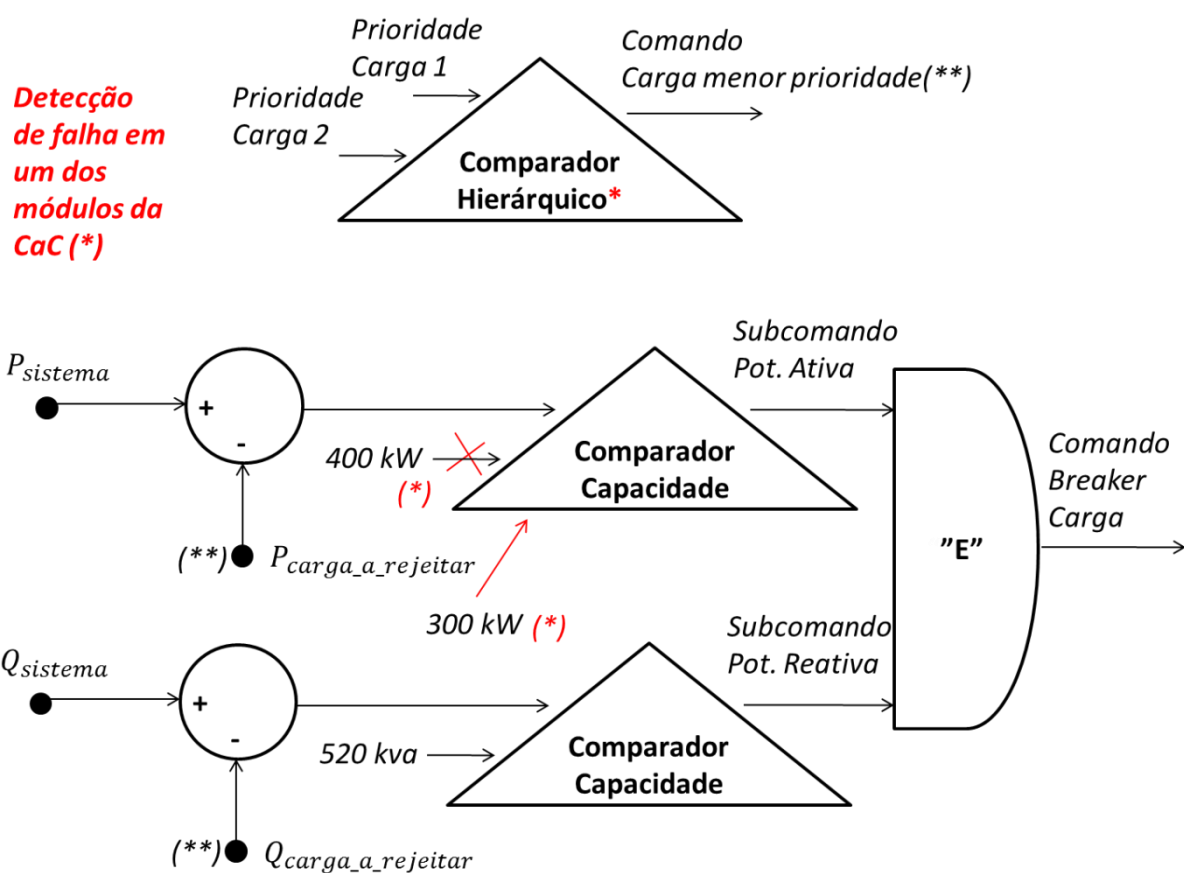 Prioridade
Carga 1
Comando
Carga menor prioridade(**)
Detecção
de falha em
um dos
módulos da
CaC (*)
Prioridade
Carga 2
Comparador
Hierárquico*
P_sistema
+
-
400 kW
(*)
Comparador
Capacidade
Subcomando
Pot. Ativa
(**)
P_carga_a_rejeitar
300 kW (*)
"E"
Comando
Breaker
Carga
Q_sistema
+
-
520 kva
Comparador
Capacidade
Subcomando
Pot. Reativa
(**)
Q_carga_a_rejeitar